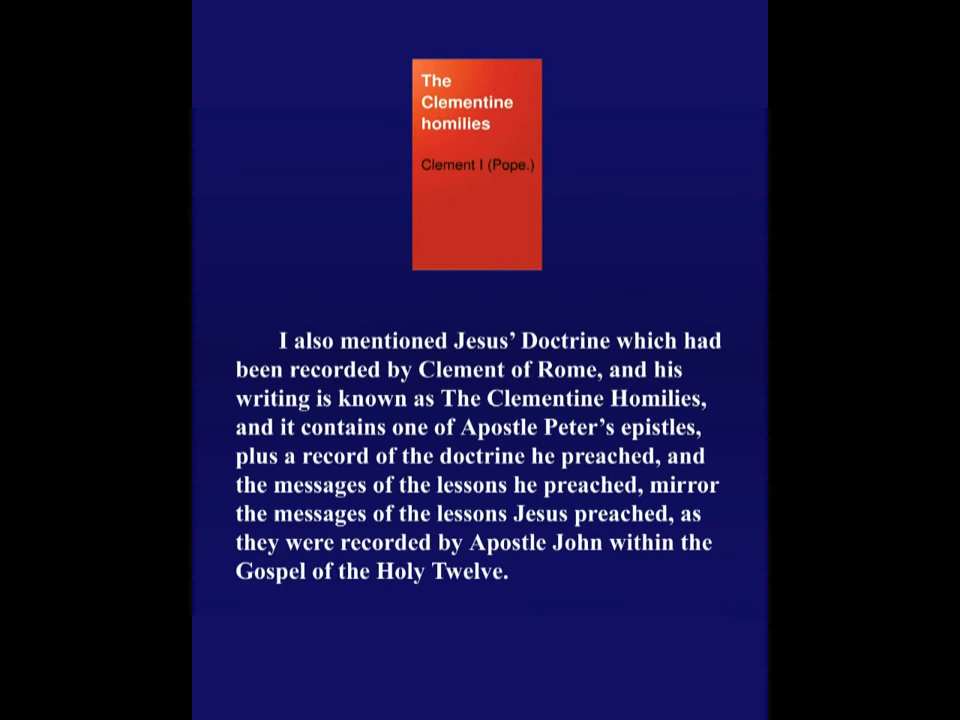 The
Clementine
homilies
Clement I (Pope.)
I also mentioned Jesus’ Doctrine which had
been recorded by Clement of Rome, and his
writing is known as The Clementine Homilies,
and it contains one of Apostle Peter’s epistles,
plus a record of the doctrine he preached, and
the messages of the lessons he preached, mirror
the messages of the lessons Jesus preached, as
they were recorded by Apostle John within the
Gospel of the Holy Twelve.